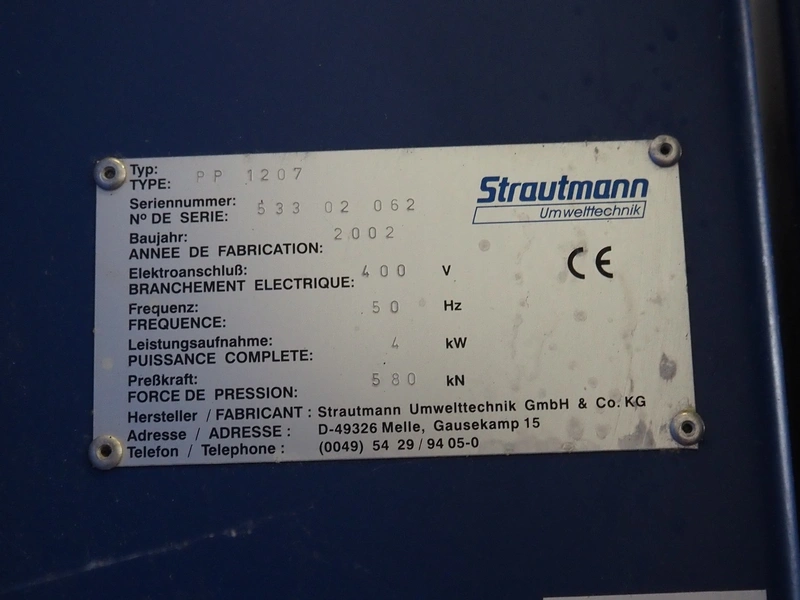 Typ:
TYPE: PP 1207
Seriennummer:
Nº DE SERIE: 533 02 062
Baujahr: 2002
ANNEE DE FABRICATION:
Elektroanschluß: 400 V
BRANCHEMENT ELECTRIQUE:
Frequenz: 50 Hz
FREQUENCE:
Leistungsaufnahme: 4 kW
PUISSANCE COMPLETE:
Preßkraft: 580 kN
FORCE DE PRESSION:
Hersteller / FABRICANT : Strautmann Umwelttechnik GmbH & Co. KG
Adresse / ADRESSE : D-49326 Melle, Gausekamp 15
Telefon / Telephone : (0049) 54 29 / 94 05-0
Strautmann
Umwelttechnik
CE